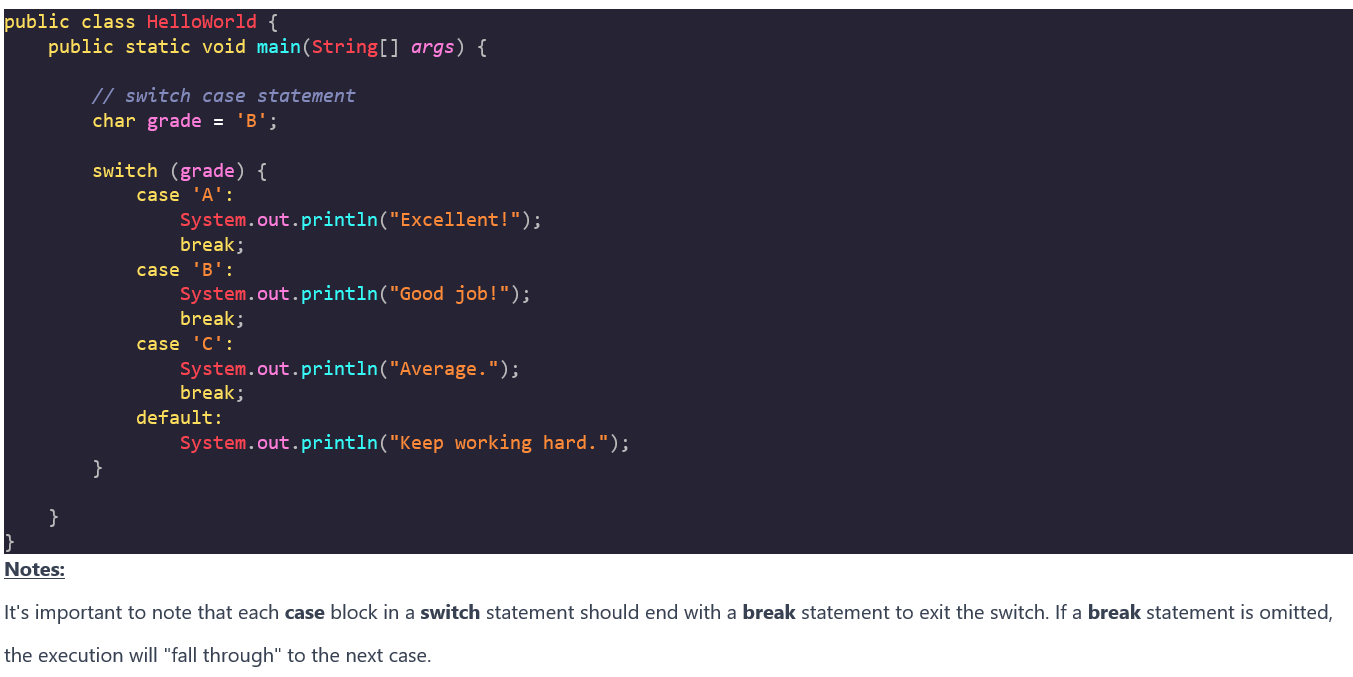 public class HelloWorld {
    public static void main(String[] args) {
        // switch case statement
        char grade = 'B';
        switch (grade) {
            case 'A':
                System.out.println("Excellent!");
                break;
            case 'B':
                System.out.println("Good job!");
                break;
            case 'C':
                System.out.println("Average.");
                break;
            default:
                System.out.println("Keep working hard.");
        }
    }
}
Notes:
It's important to note that each case block in a switch statement should end with a break statement to exit the switch. If a break statement is omitted,
the execution will "fall through" to the next case.